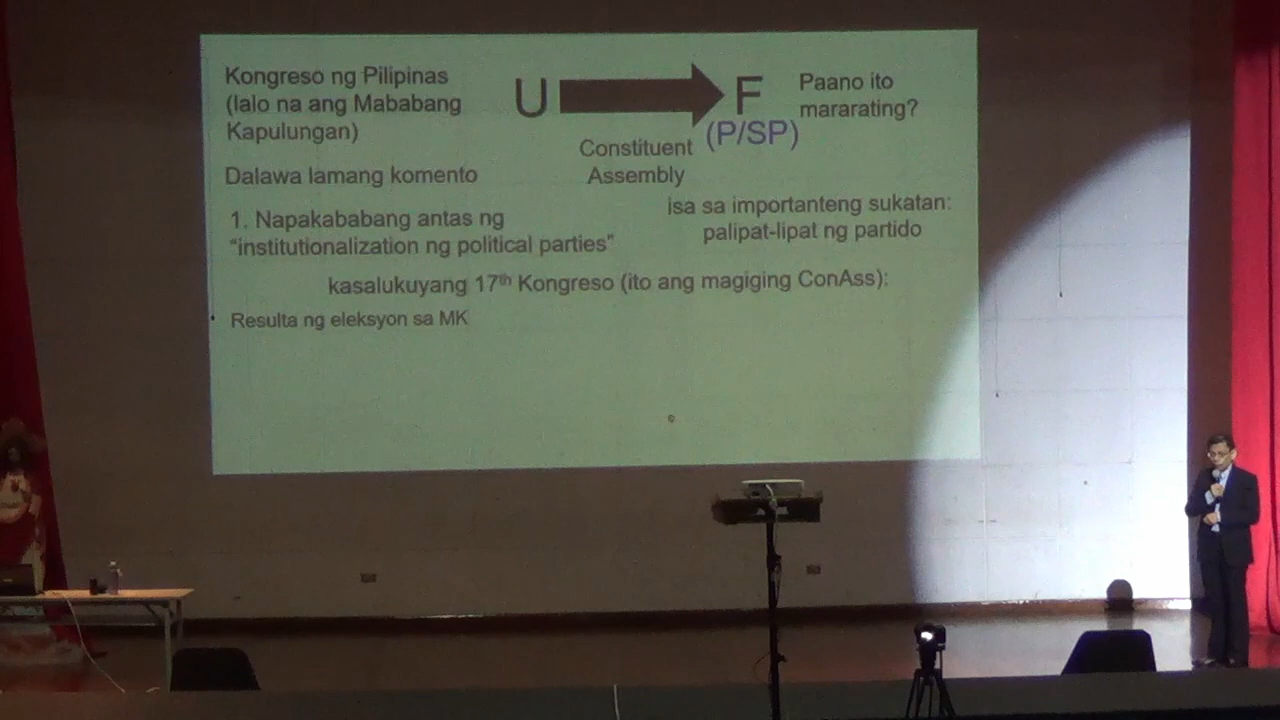 Kongreso ng Pilipinas
(lalo na ang Mababang
Kapulungan)
U F
(P/SP)
Paano ito
mararating?
Constituent
Assembly
Dalawa lamang komento
1. Napakababang antas ng
“institutionalization ng political parties”
isa sa importanteng sukatan:
palipat-lipat ng partido
kasalukuyang 17th Kongreso (ito ang magiging ConAss):
Resulta ng eleksyon sa MK